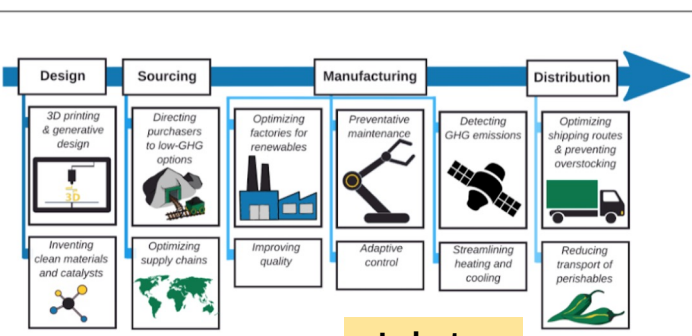 Design
Sourcing
Manufacturing
Distribution
3D printing
& generative
design
3D
Directing
purchasers
to low-GHG
options
Optimizing
factories for
renewables
Preventative
maintenance
Detecting
GHG emissions
Optimizing
shipping routes
& preventing
overstocking
Inventing
clean materials
and catalysts
Optimizing
supply chains
Improving
quality
Adaptive
control
Streamlining
heating and
cooling
Reducing
transport of
perishables